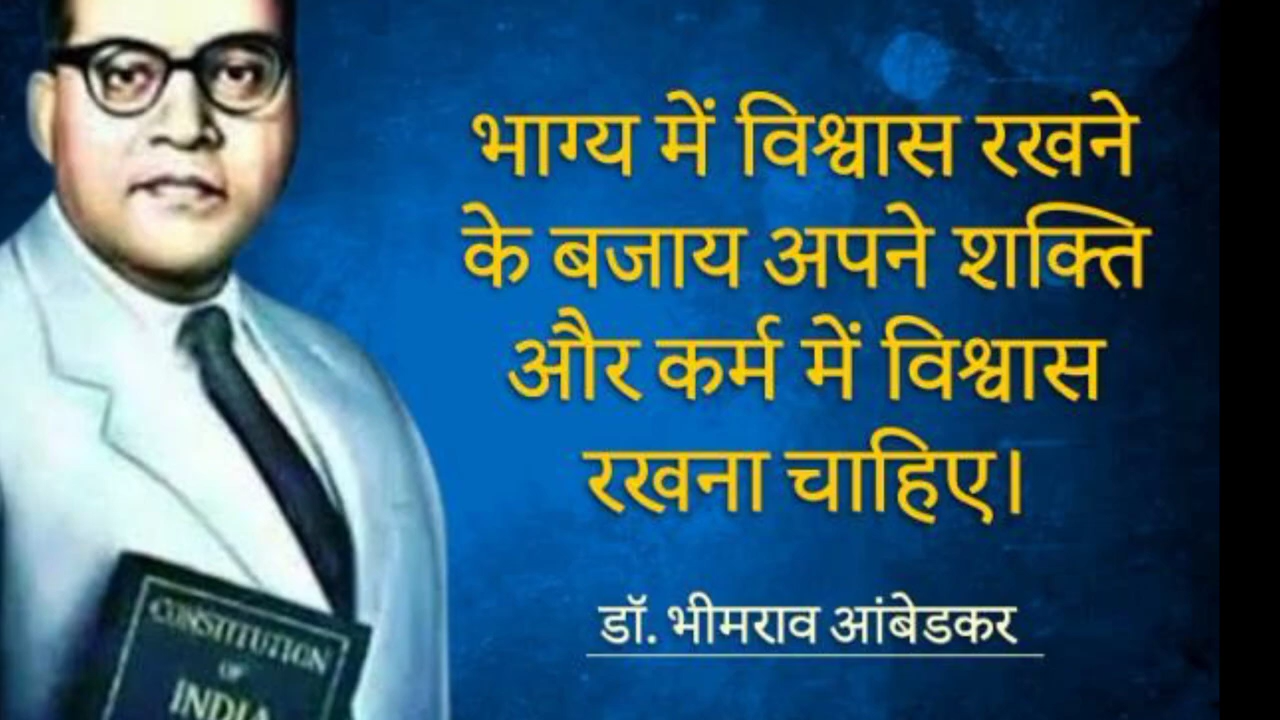 भाग्य में विश्वास रखने
के बजाय अपने शक्ति
और कर्म में विश्वास
रखना चाहिए।
डॉ. भीमराव आंबेडकर
CONSTITUTION
OF
INDIA